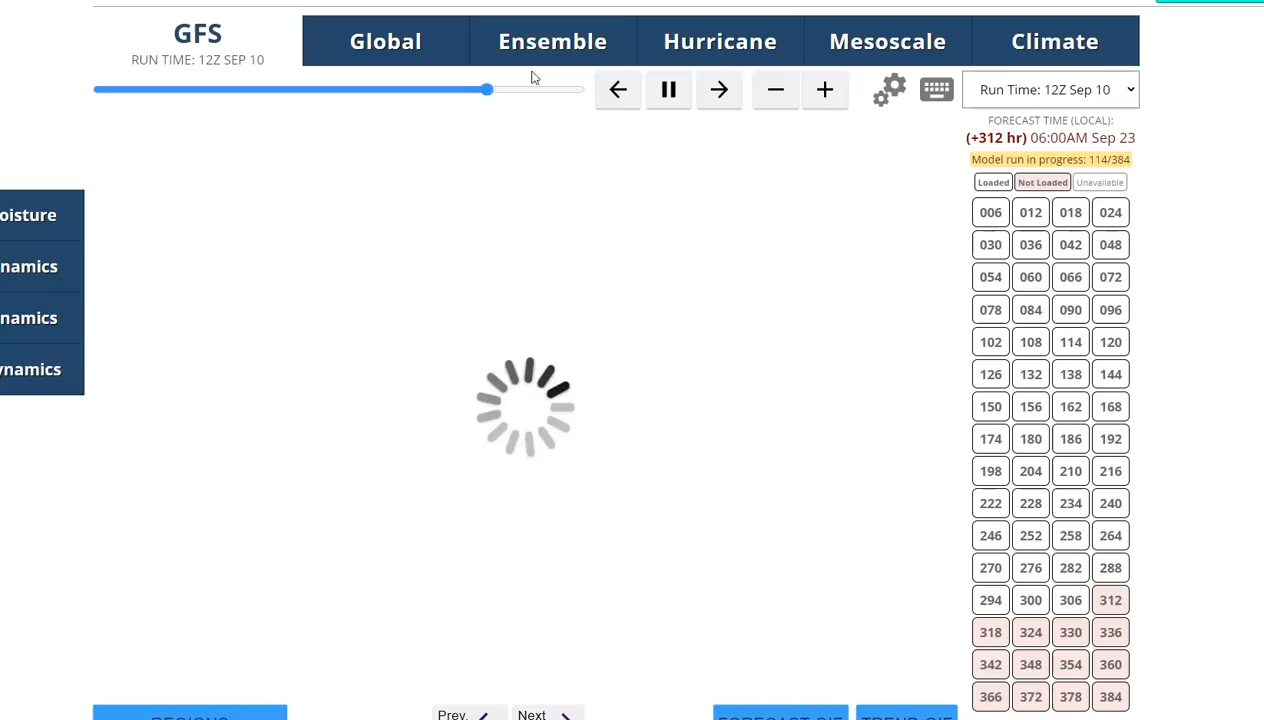 GFS
RUN TIME: 12Z SEP 10
Global
Ensemble
Hurricane
Mesoscale
Climate
Run Time: 12Z Sep 10
FORECAST TIME (LOCAL):
(+312 hr) 06:00AM Sep 23
Model run in progress: 114/384
Loaded Not Loaded Unavailable
006 012 018 024
030 036 042 048
054 060 066 072
078 084 090 096
102 108 114 120
126 132 138 144
150 156 162 168
174 180 186 192
198 204 210 216
222 228 234 240
246 252 258 264
270 276 282 288
294 300 306 312
318 324 330 336
342 348 354 360
366 372 378 384
oisture
namics
namics
ynamics
Prev.
Next
REGIONS
FORECAST GIF
TREND GIF